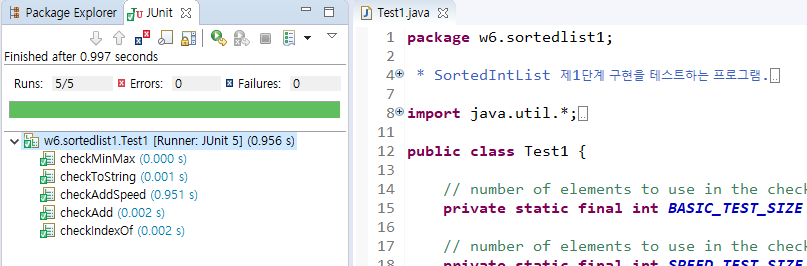 Package Explorer JUnit
Finished after 0.997 seconds
Runs: 5/5 Errors: 0 Failures: 0
w6.sortedlist1.Test1 [Runner: JUnit 5] (0.956 s)
checkMinMax (0.000 s)
checkToString (0.001 s)
checkAddSpeed (0.951 s)
checkAdd (0.002 s)
checkIndexOf (0.002 s)
Test1.java
1 package w6.sortedlist1;
2
4 * SortedIntList 제1단계 구현을 테스트하는 프로그램.
8 import java.util.*;
12 public class Test1 {
13
14 // number of elements to use in the check
15 private static final int BASIC_TEST_SIZE
16
17 // number of elements to use in the check
18 private static final int SPEED_TEST_SIZE